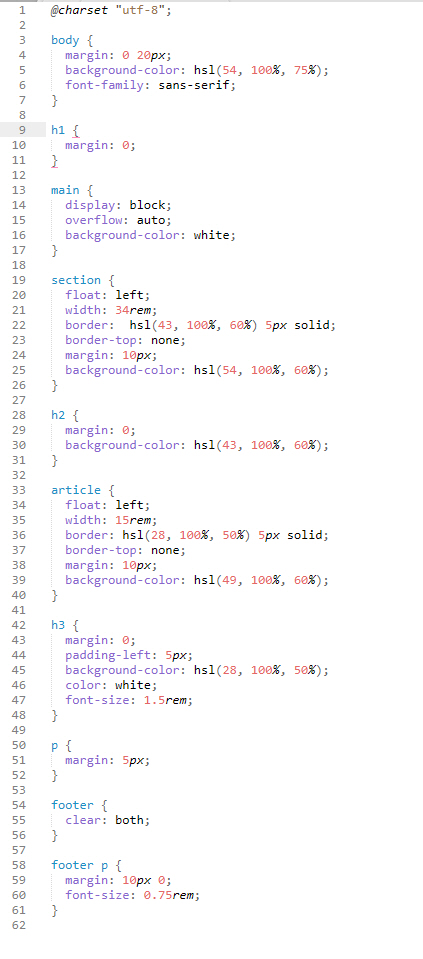 1 @charset "utf-8";
2
3 body {
4   margin: 0 20px;
5   background-color: hsl(54, 100%, 75%);
6   font-family: sans-serif;
7 }
8
9 h1 {
10   margin: 0;
11 }
12
13 main {
14   display: block;
15   overflow: auto;
16   background-color: white;
17 }
18
19 section {
20   float: left;
21   width: 34rem;
22   border:  hsl(43, 100%, 60%) 5px solid;
23   border-top: none;
24   margin: 10px;
25   background-color: hsl(54, 100%, 60%);
26 }
27
28 h2 {
29   margin: 0;
30   background-color: hsl(43, 100%, 60%);
31 }
32
33 article {
34   float: left;
35   width: 15rem;
36   border: hsl(28, 100%, 50%) 5px solid;
37   border-top: none;
38   margin: 10px;
39   background-color: hsl(49, 100%, 60%);
40 }
41
42 h3 {
43   margin: 0;
44   padding-left: 5px;
45   background-color: hsl(28, 100%, 50%);
46   color: white;
47   font-size: 1.5rem;
48 }
49
50 p {
51   margin: 5px;
52 }
53
54 footer {
55   clear: both;
56 }
57
58 footer p {
59   margin: 10px 0;
60   font-size: 0.75rem;
61 }
62